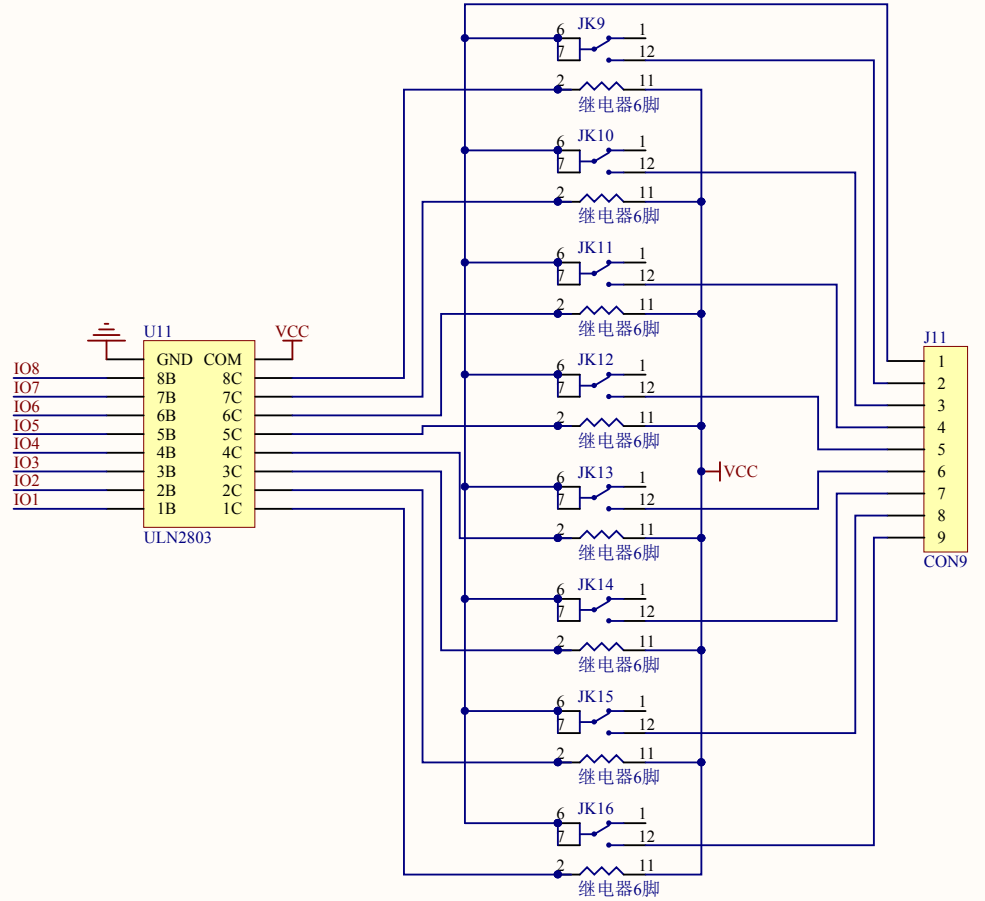 JK9
6 1
7 12
2 11
继电器6脚
JK10
6 1
7 12
2 11
继电器6脚
JK11
6 1
7 12
2 11
继电器6脚
JK12
6 1
7 12
2 11
继电器6脚
JK13
6 1
7 12
2 11
继电器6脚
JK14
6 1
7 12
2 11
继电器6脚
JK15
6 1
7 12
2 11
继电器6脚
JK16
6 1
7 12
2 11
继电器6脚
U11
VCC
GND COM
IO8 8B 8C
IO7 7B 7C
IO6 6B 6C
IO5 5B 5C
IO4 4B 4C
IO3 3B 3C
IO2 2B 2C
IO1 1B 1C
ULN2803
VCC
J11
1
2
3
4
5
6
7
8
9
CON9